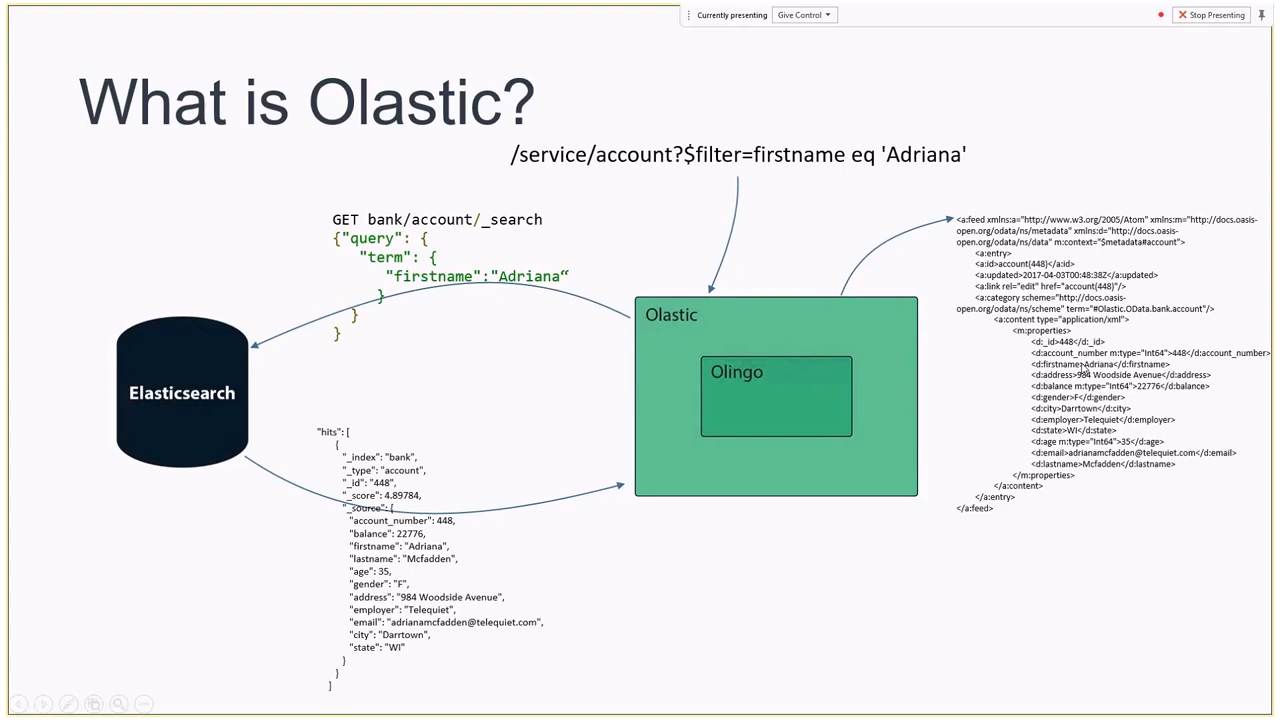 Currently presenting
Give Control
Stop Presenting
What is Olastic?
/service/account?$filter=firstname eq 'Adriana'
GET bank/account/_search
{"query": {
"term": {
"firstname":"Adriana“
}
}
}
Elasticsearch
Olastic
Olingo
"hits": [
{
"_index": "bank",
"_type": "account",
"_id": "448",
"_score": 4.89784,
"_source": {
"account_number": 448,
"balance": 22776,
"firstname": "Adriana",
"lastname": "Mcfadden",
"age": 35,
"gender": "F",
"address": "984 Woodside Avenue",
"employer": "Telequiet",
"email": "adrianamcfadden@telequiet.com",
"city": "Darrtown",
"state": "WI"
}
}
]
<a:feed xmlns:a="http://www.w3.org/2005/Atom" xmlns:m="http://docs.oasis-
open.org/odata/ns/metadata" xmlns:d="http://docs.oasis-
open.org/odata/ns/data" m:context="$metadata#account">
<a:entry>
<a:id>account(448)</a:id>
<a:updated>2017-04-03T00:48:38Z</a:updated>
<a:link rel="edit" href="account(448)"/>
<a:category scheme="http://docs.oasis-
open.org/odata/ns/scheme" term="#Olastic.OData.bank.account"/>
<a:content type="application/xml">
<m:properties>
<d:_id>448</d:_id>
<d:account_number m:type="Int64">448</d:account_number>
<d:firstname>Adriana</d:firstname>
<d:address>984 Woodside Avenue</d:address>
<d:balance m:type="Int64">22776</d:balance>
<d:gender>F</d:gender>
<d:city>Darrtown</d:city>
<d:employer>Telequiet</d:employer>
<d:state>WI</d:state>
<d:age m:type="Int64">35</d:age>
<d:email>adrianamcfadden@telequiet.com</d:email>
<d:lastname>Mcfadden</d:lastname>
</m:properties>
</a:content>
</a:entry>
</a:feed>